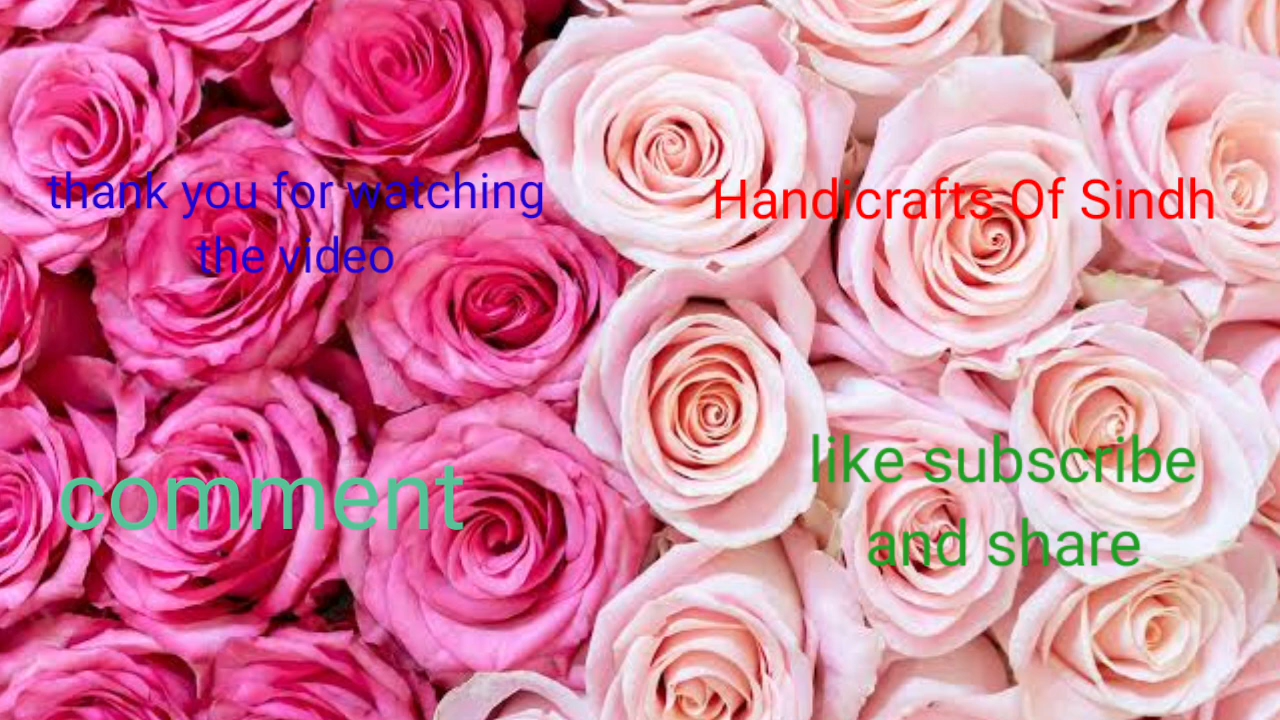 thank you for watching
the video
Handicrafts Of Sindh
comment
like subscribe
and share